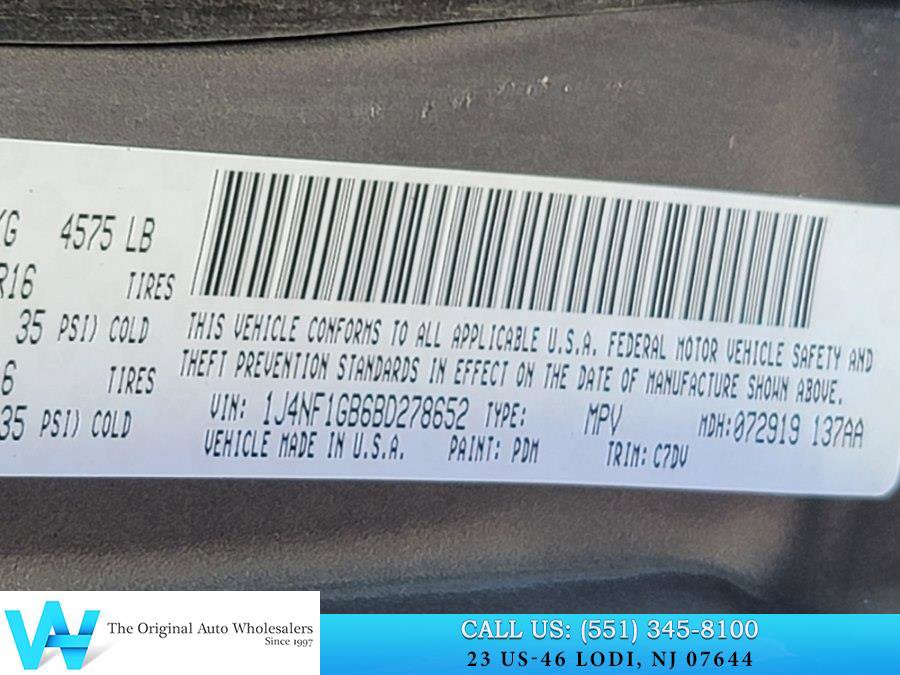 4575 LB
R16 TIRES
35 PSI) COLD
TIRES
35 PSI) COLD
THIS VEHICLE CONFORMS TO ALL APPLICABLE U.S.A. FEDERAL MOTOR VEHICLE SAFETY AND
THEFT PREVENTION STANDARDS IN EFFECT ON THE DATE OF MANUFACTURE SHOWN ABOVE.
VIN: 1J4NF1GB6BD278652 TYPE: MPV MDH:072919 137AA
VEHICLE MADE IN U.S.A. PAINT: PDM TRIM: C7DV
WA The Original Auto Wholesalers
Since 1997
CALL US: (551) 345-8100
23 US-46 LODI, NJ 07644